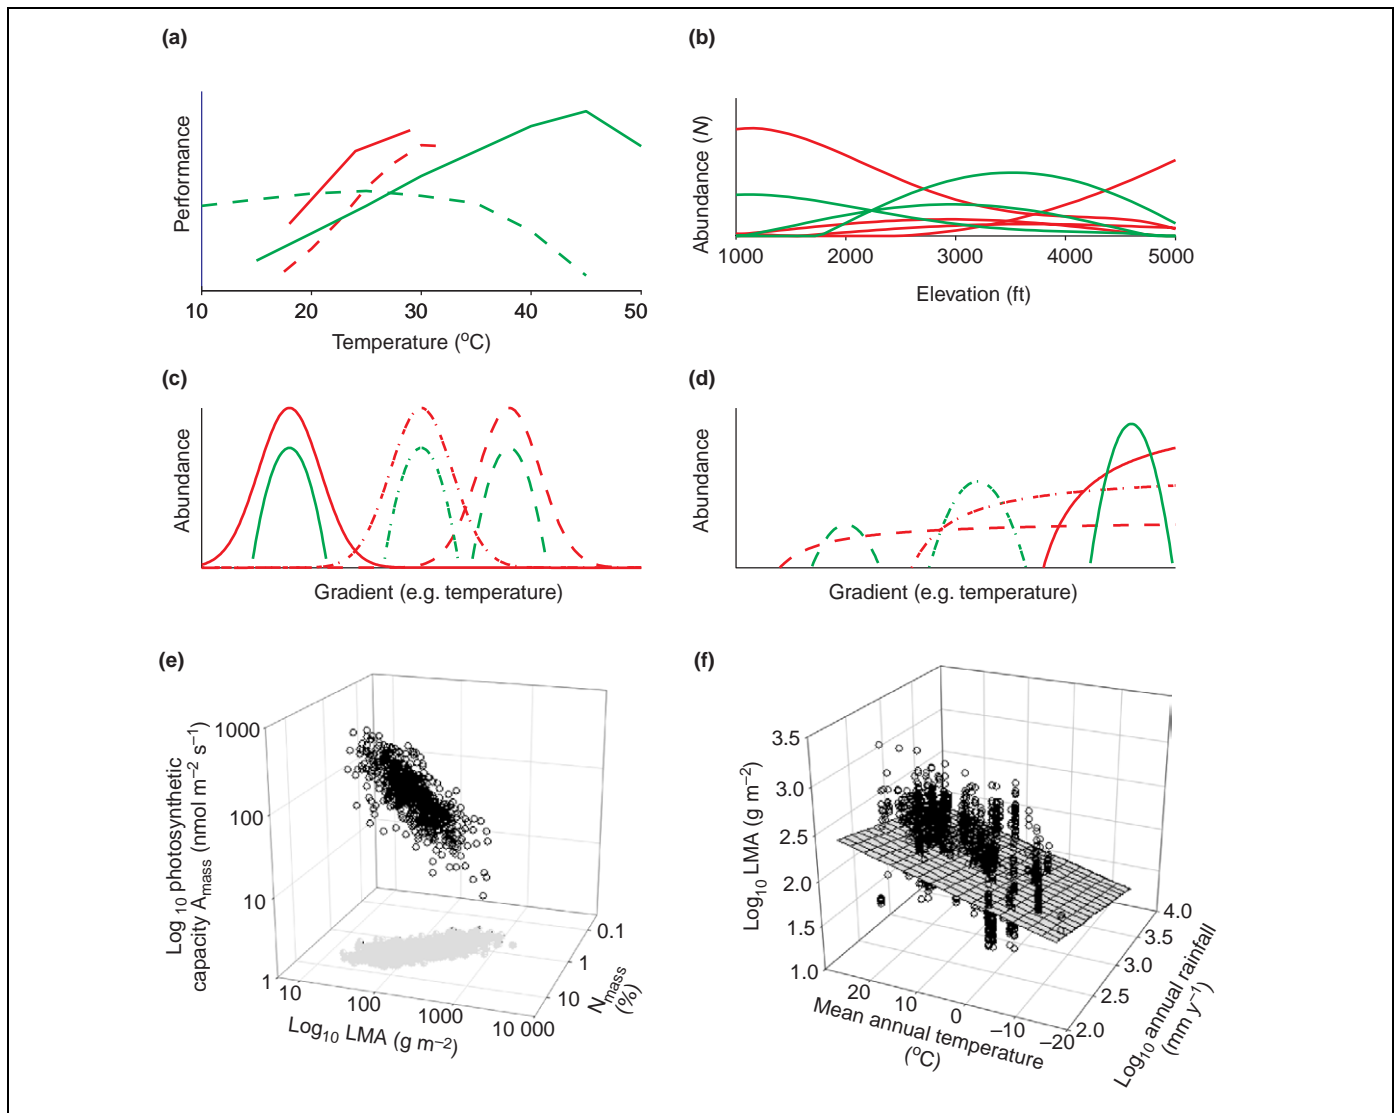 (a)
Performance
10 20 30 40 50
Temperature (°C)
(b)
Abundance (N)
1000 2000 3000 4000 5000
Elevation (ft)
(c)
Abundance
Gradient (e.g. temperature)
(d)
Abundance
Gradient (e.g. temperature)
(e)
Log10 photosynthetic
capacity Amass (nmol m–2 s–1)
1000
100
10
1
10
100
1000
10 000
Log10 LMA (g m–2)
0.1
1
10
Nmass
(%)
(f)
Log10 LMA (g m–2)
3.5
3.0
2.5
2.0
1.5
1.0
20
10
0
–10
–20
Mean annual temperature
(°C)
4.0
3.5
3.0
2.5
2.0
Log10 annual rainfall
(mm y–1)